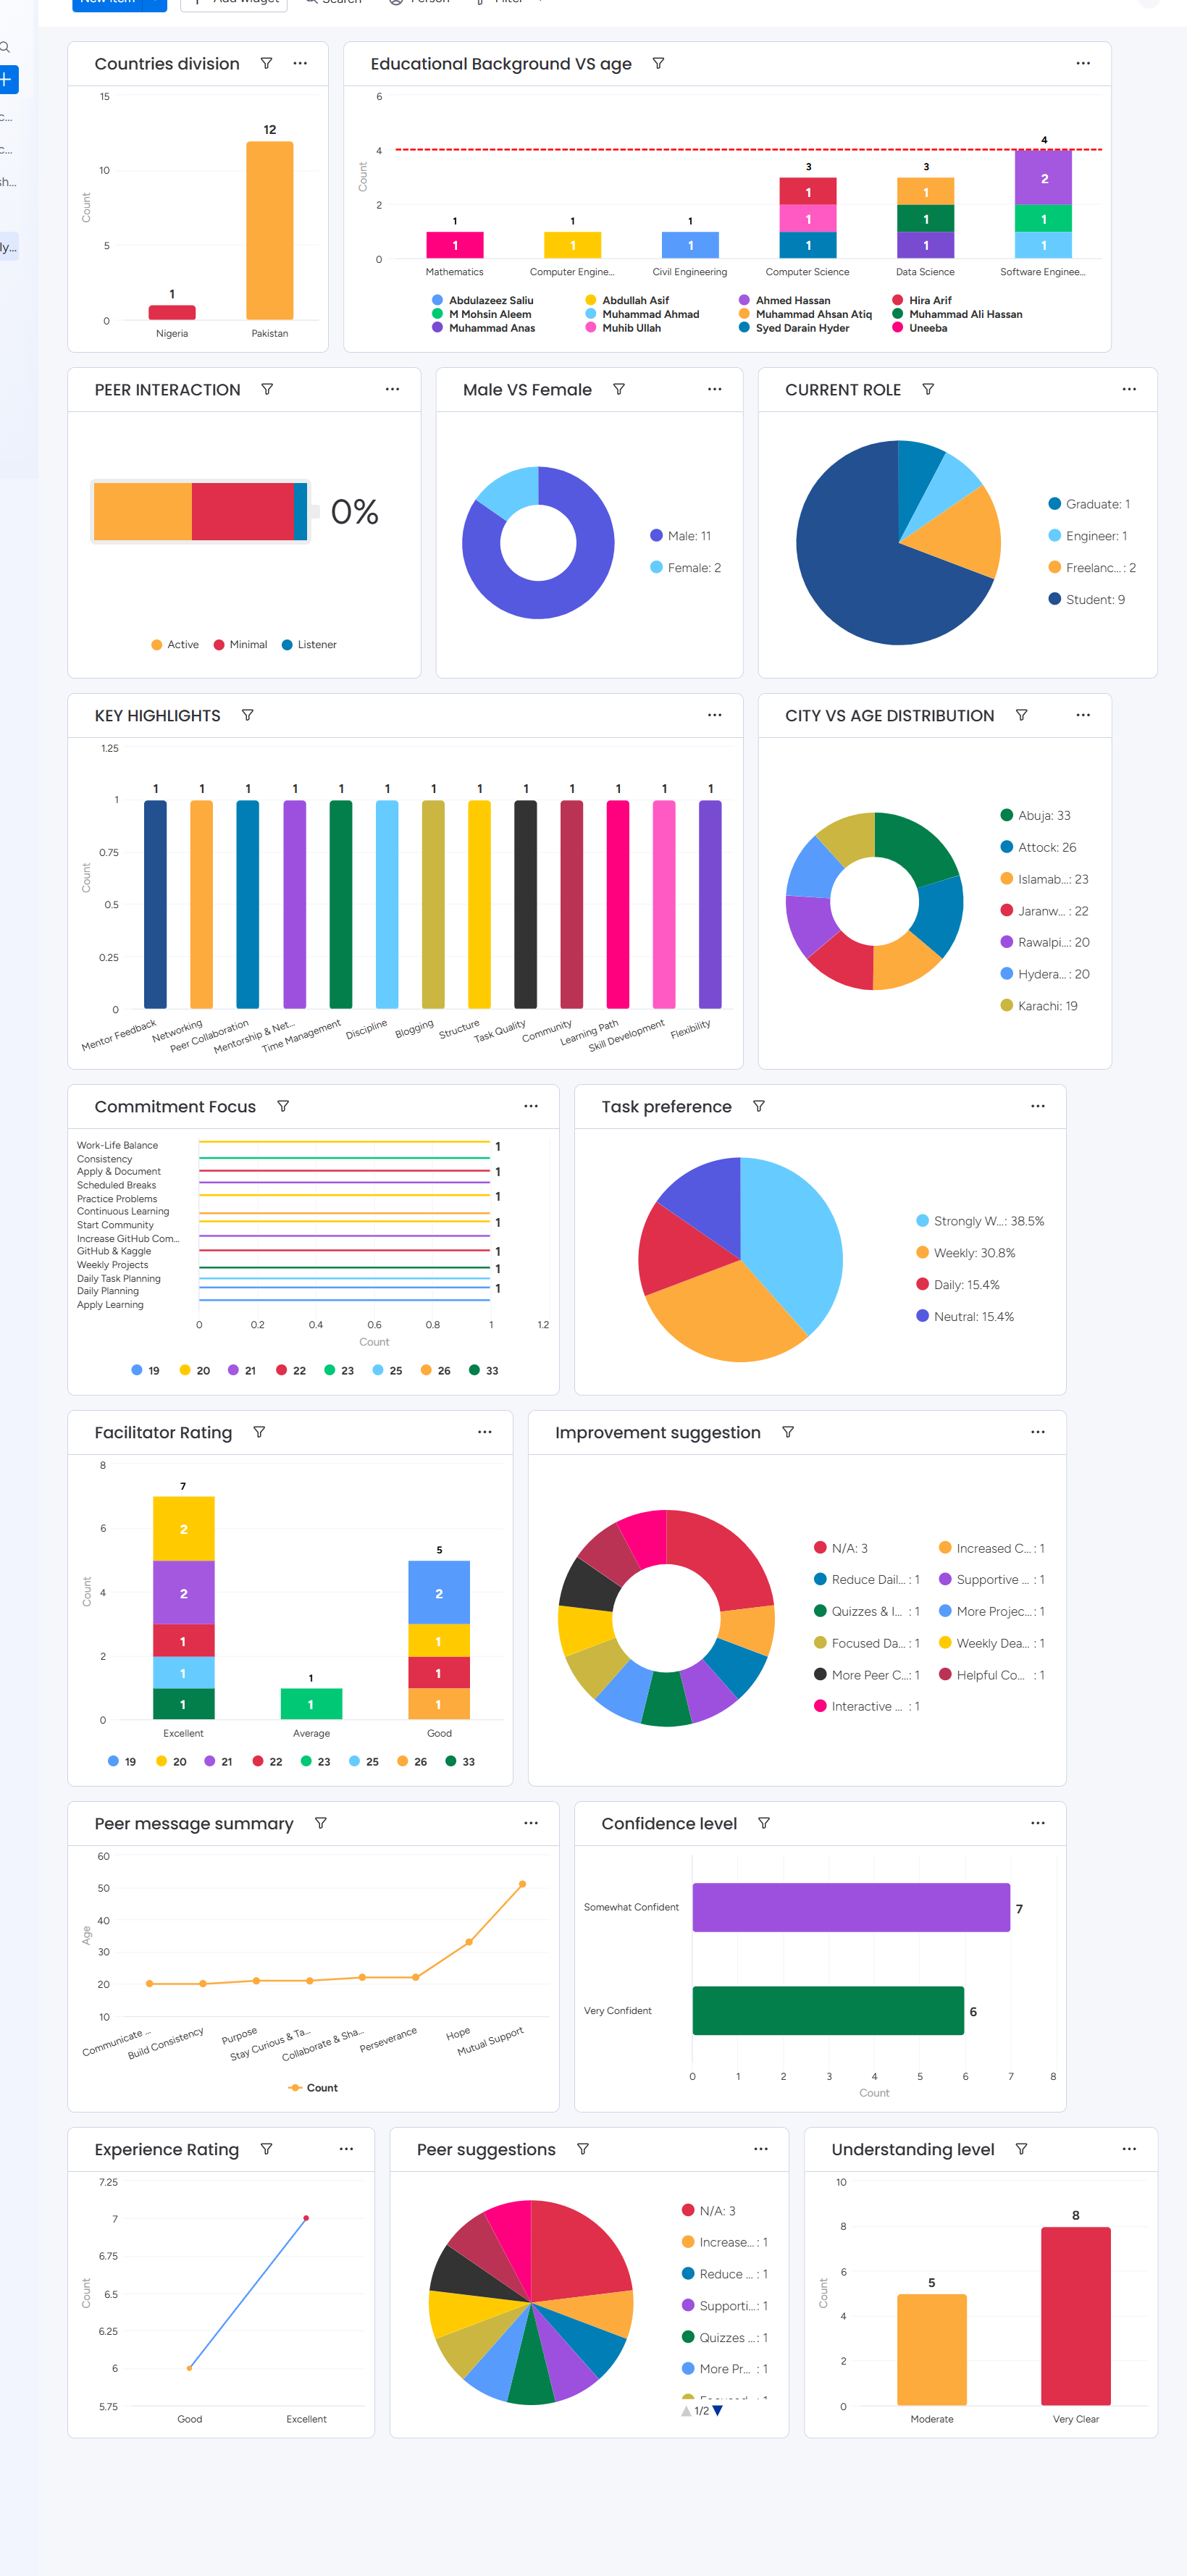 New item
Add widget
Search
Person
Filter
c...
c...
sh...
ly...
Countries division
15
10
5
0
Count
1
12
Nigeria
Pakistan
Educational Background VS age
6
4
2
0
Count
1
1
1
3
3
4
1
1
1
1
1
1
1
1
1
2
1
1
Mathematics
Computer Engine...
Civil Engineering
Computer Science
Data Science
Software Enginee...
Abdulazeez Saliu
Abdullah Asif
Ahmed Hassan
Hira Arif
M Mohsin Aleem
Muhammad Ahmad
Muhammad Ahsan Atiq
Muhammad Ali Hassan
Muhammad Anas
Muhib Ullah
Syed Darain Hyder
Uneeba
PEER INTERACTION
0%
Active
Minimal
Listener
Male VS Female
Male: 11
Female: 2
CURRENT ROLE
Graduate: 1
Engineer: 1
Freelanc... : 2
Student: 9
KEY HIGHLIGHTS
1.25
1
0.75
0.5
0.25
0
Count
1
1
1
1
1
1
1
1
1
1
1
1
1
Mentor Feedback
Networking
Peer Collaboration
Mentorship & Net...
Time Management
Discipline
Blogging
Structure
Task Quality
Community
Learning Path
Skill Development
Flexibility
CITY VS AGE DISTRIBUTION
Abuja: 33
Attock: 26
Islamab...: 23
Jaranw... : 22
Rawalpi... : 20
Hydera... : 20
Karachi: 19
Commitment Focus
Work-Life Balance
Consistency
Apply & Document
Scheduled Breaks
Practice Problems
Continuous Learning
Start Community
Increase GitHub Com...
GitHub & Kaggle
Weekly Projects
Daily Task Planning
Daily Planning
Apply Learning
1
1
1
1
1
1
1
0
0.2
0.4
0.6
0.8
1
1.2
Count
19
20
21
22
23
25
26
33
Task preference
Strongly W...: 38.5%
Weekly: 30.8%
Daily: 15.4%
Neutral: 15.4%
Facilitator Rating
8
6
4
2
0
Count
7
2
2
1
1
1
1
1
5
2
1
1
1
Excellent
Average
Good
19
20
21
22
23
25
26
33
Improvement suggestion
N/A: 3
Increased C... : 1
Reduce Dail... : 1
Supportive ... : 1
Quizzes & I... : 1
More Projec... : 1
Focused Da... : 1
Weekly Dea... : 1
More Peer C...: 1
Helpful Co... : 1
Interactive ... : 1
Peer message summary
60
50
40
30
20
10
Age
Communicate ...
Build Consistency
Purpose
Stay Curious & Ta...
Collaborate & Sha...
Perseverance
Hope
Mutual Support
Count
Confidence level
Somewhat Confident
7
Very Confident
6
0
1
2
3
4
5
6
7
8
Count
Experience Rating
7.25
7
6.75
6.5
6.25
6
5.75
Count
Good
Excellent
Peer suggestions
N/A: 3
Increase... : 1
Reduce ... : 1
Supporti...: 1
Quizzes ...: 1
More Pr... : 1
1/2
Understanding level
10
8
6
4
2
0
Count
5
8
Moderate
Very Clear